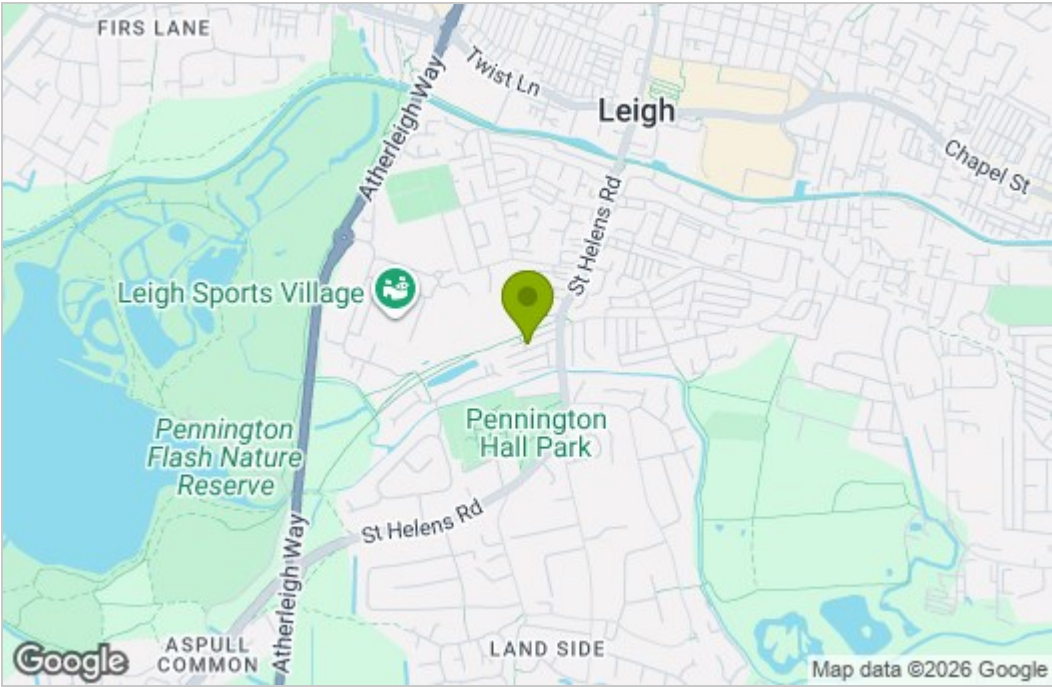 FIRS LANE
Twist Ln
Leigh
Atherleigh Way
Chapel St
St Helens Rd
Leigh Sports Village
Pennington
Hall Park
Pennington
Flash Nature
Reserve
St Helens Rd
Atherleigh Way
ASPULL
COMMON
LAND SIDE
Google
Map data ©2026 Google